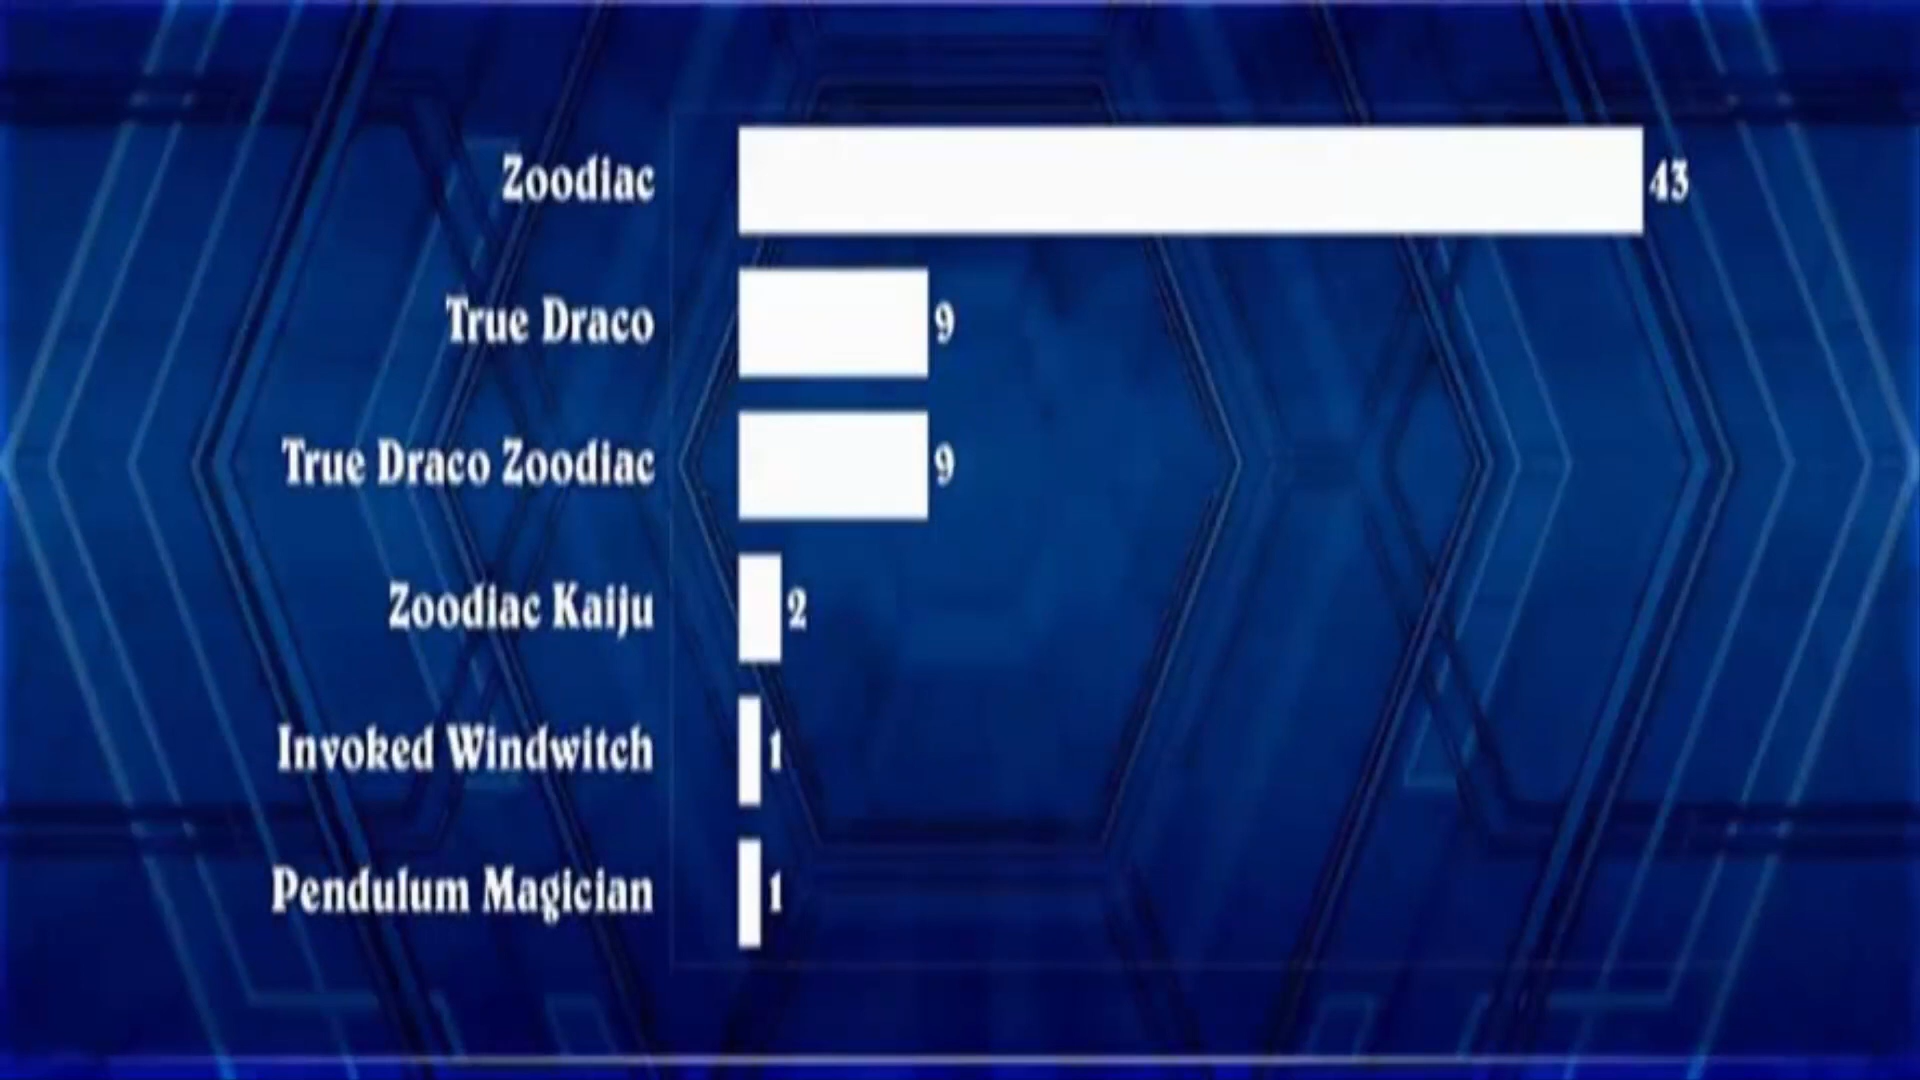 Zoodiac 43
True Draco 9
True Draco Zoodiac 9
Zoodiac Kaiju 2
Invoked Windwitch 1
Pendulum Magician 1